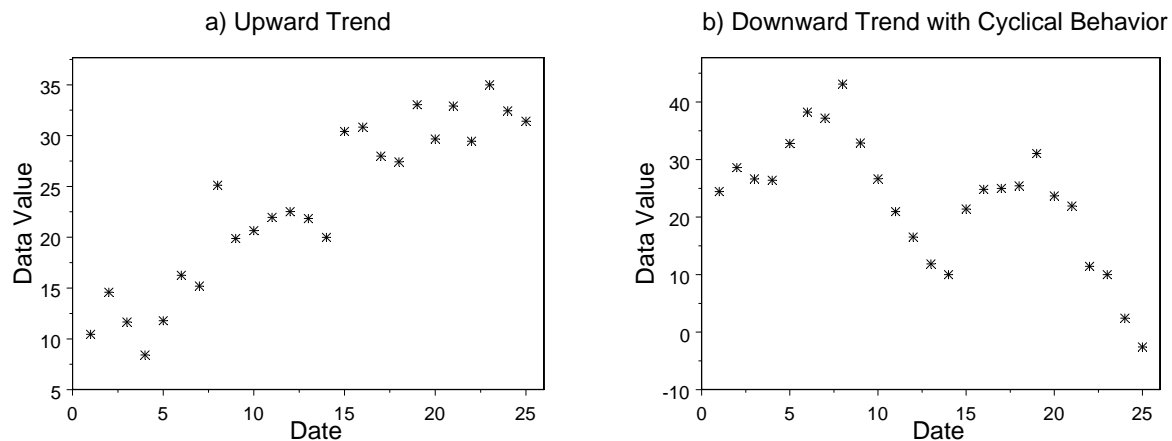 a) Upward Trend
35
30
25
20
15
10
5
Data Value
0 5 10 15 20 25
Date
b) Downward Trend with Cyclical Behavior
40
30
20
10
0
-10
Data Value
0 5 10 15 20 25
Date